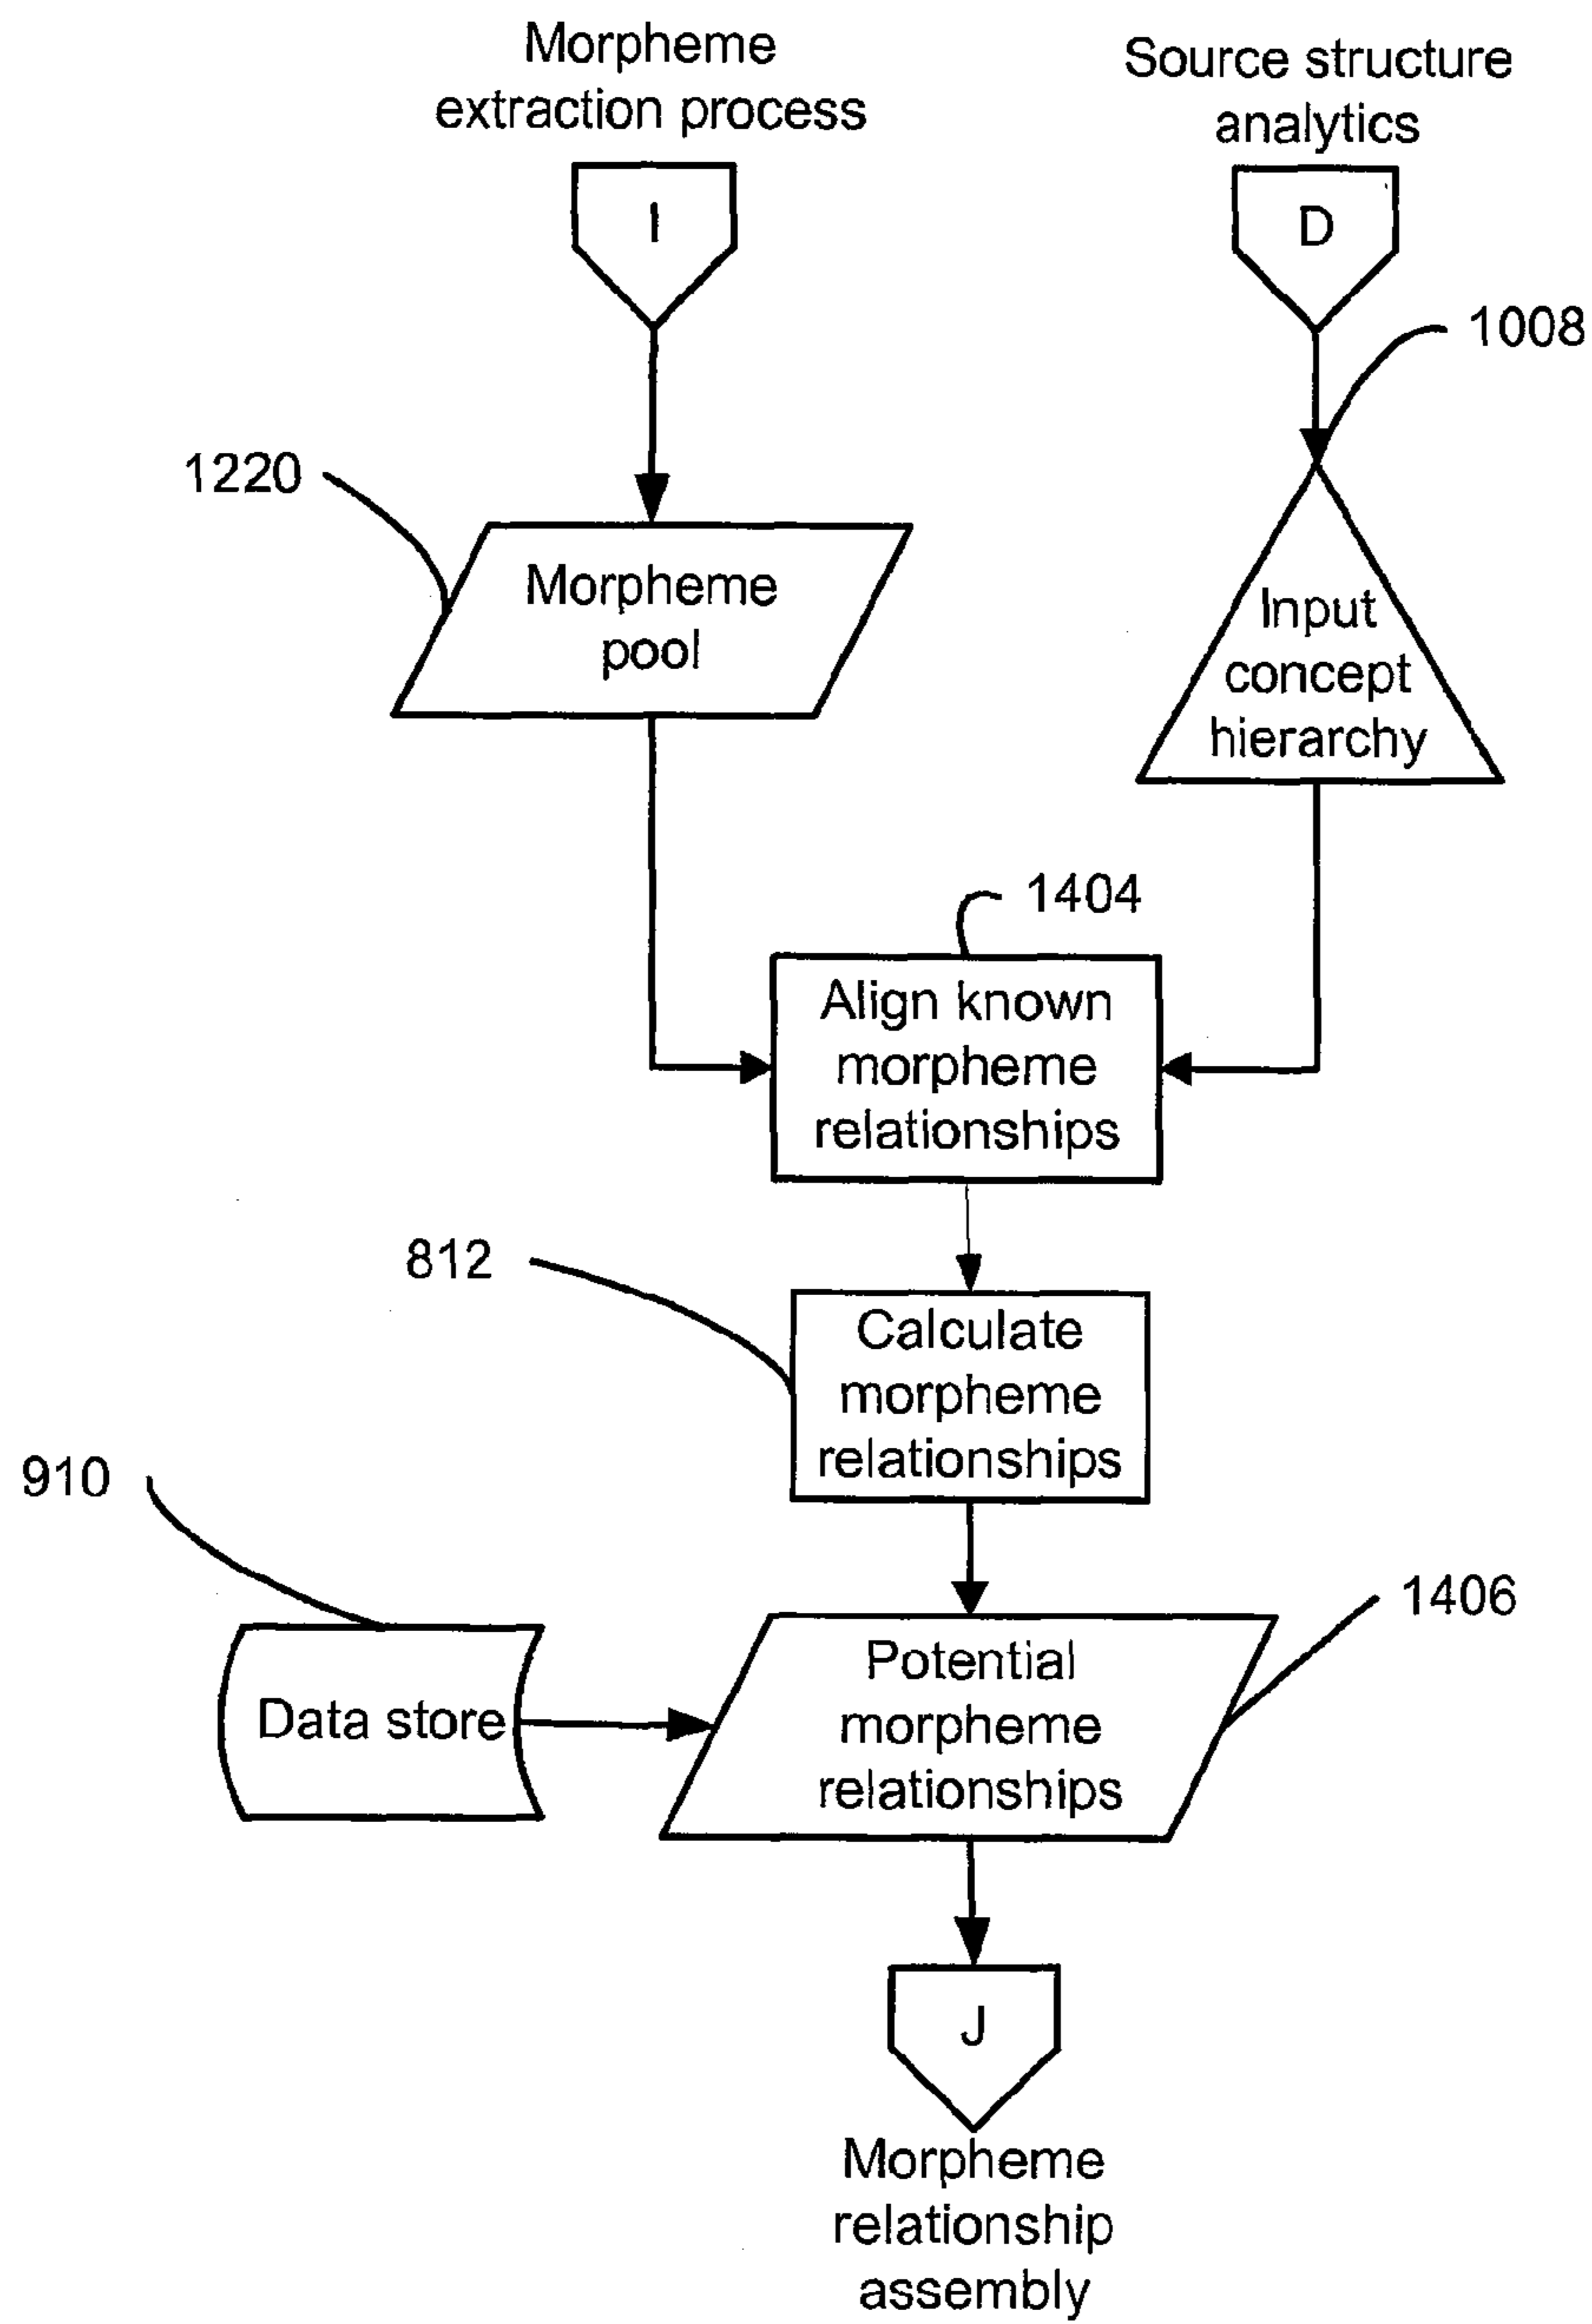 Morpheme
extraction process
Source structure
analytics
I
D
1008
1220
Morpheme
pool
Input
concept
hierarchy
1404
Align known
morpheme
relationships
812
Calculate
morpheme
relationships
910
1406
Data store
Potential
morpheme
relationships
J
Morpheme
relationship
assembly